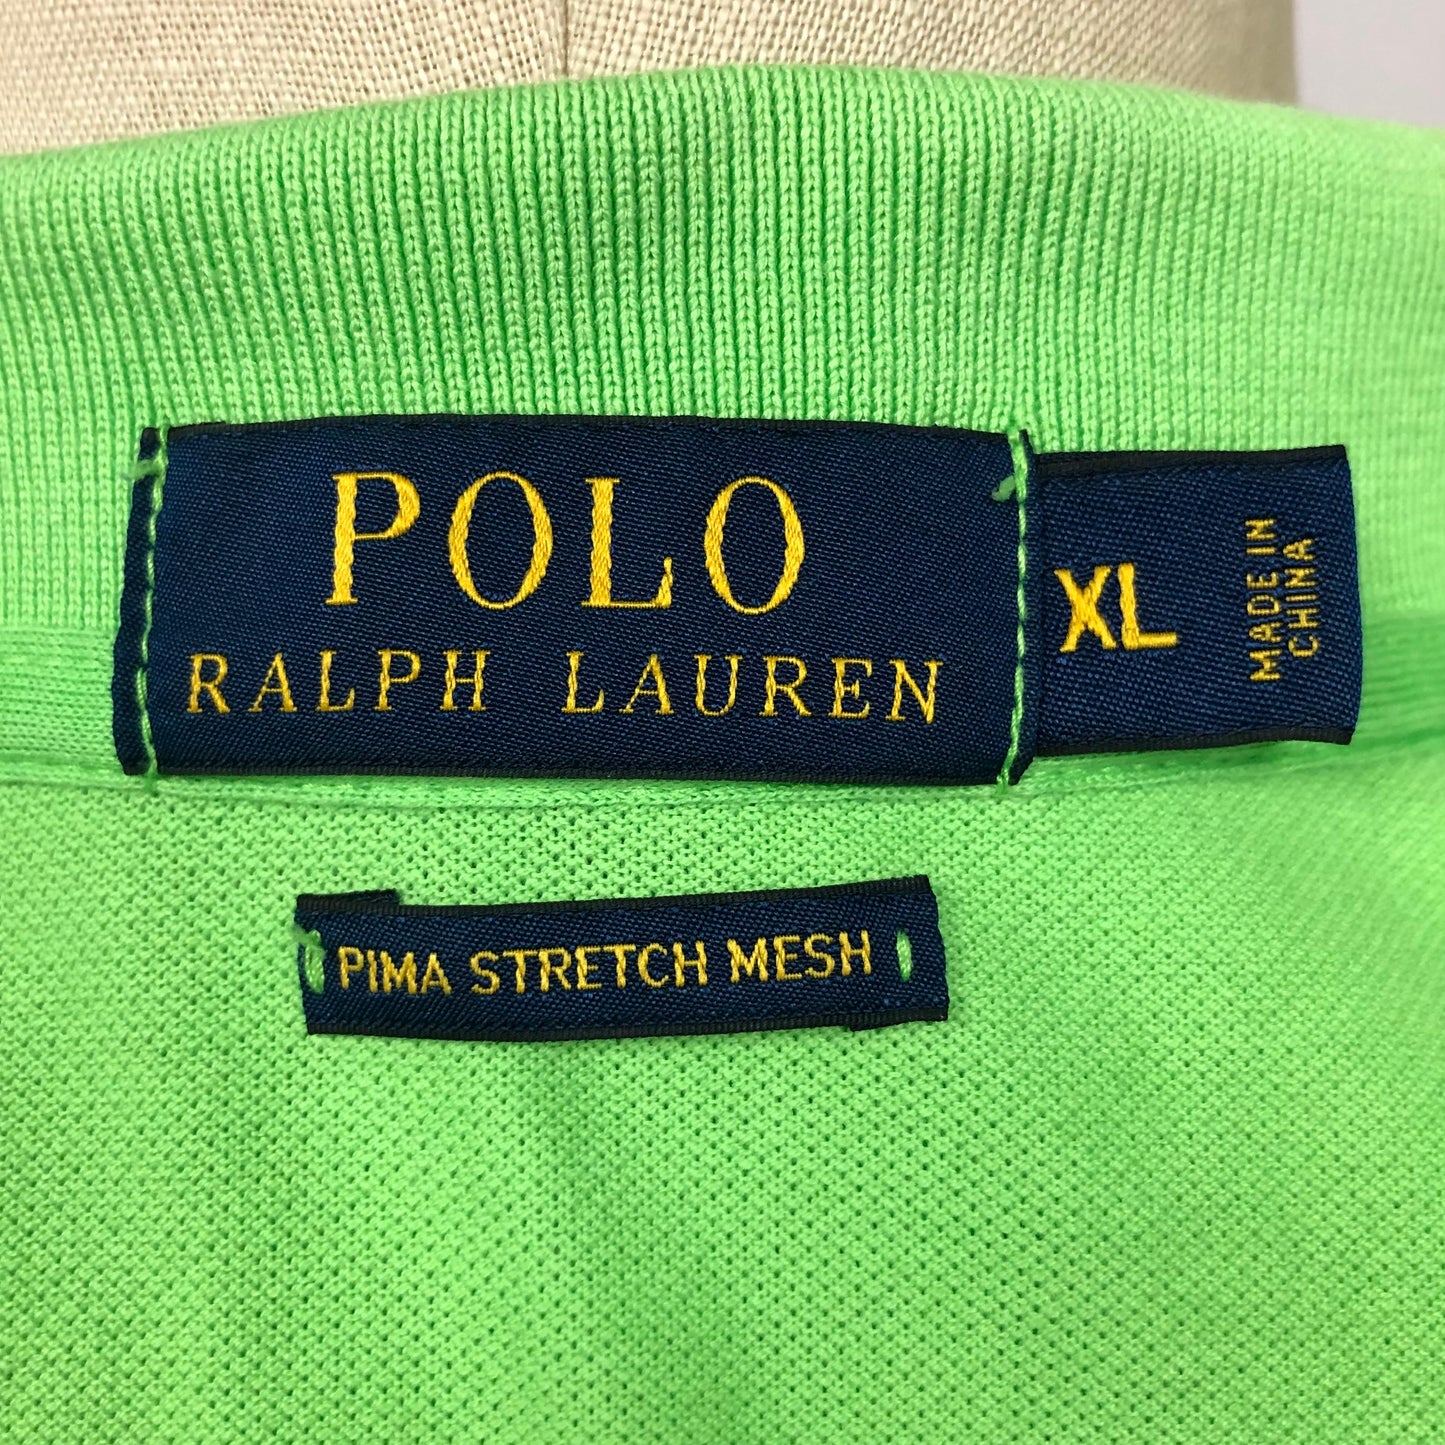 POLO
RALPH LAUREN
XL
MADE IN
CHINA
PIMA STRETCH MESH